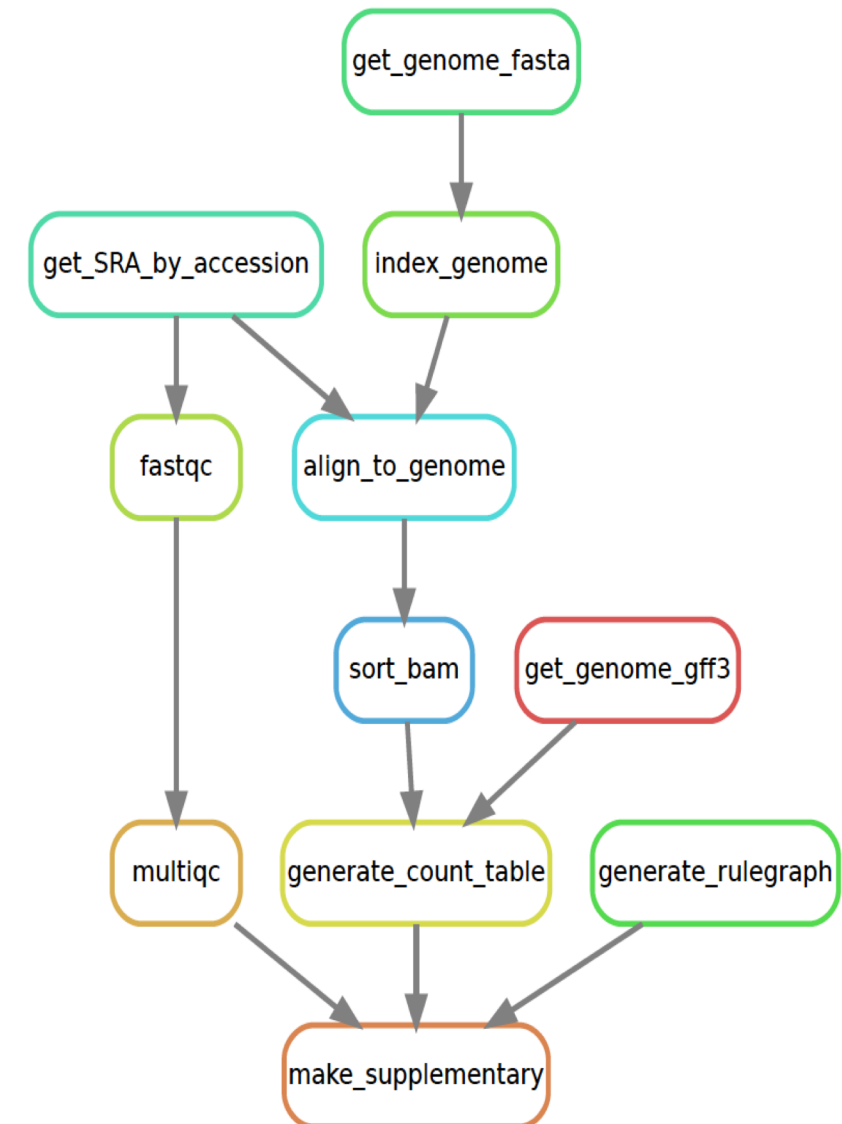 get_genome_fasta
get_SRA_by_accession
index_genome
fastqc
align_to_genome
sort_bam
get_genome_gff3
multiqc
generate_count_table
generate_rulegraph
make_supplementary